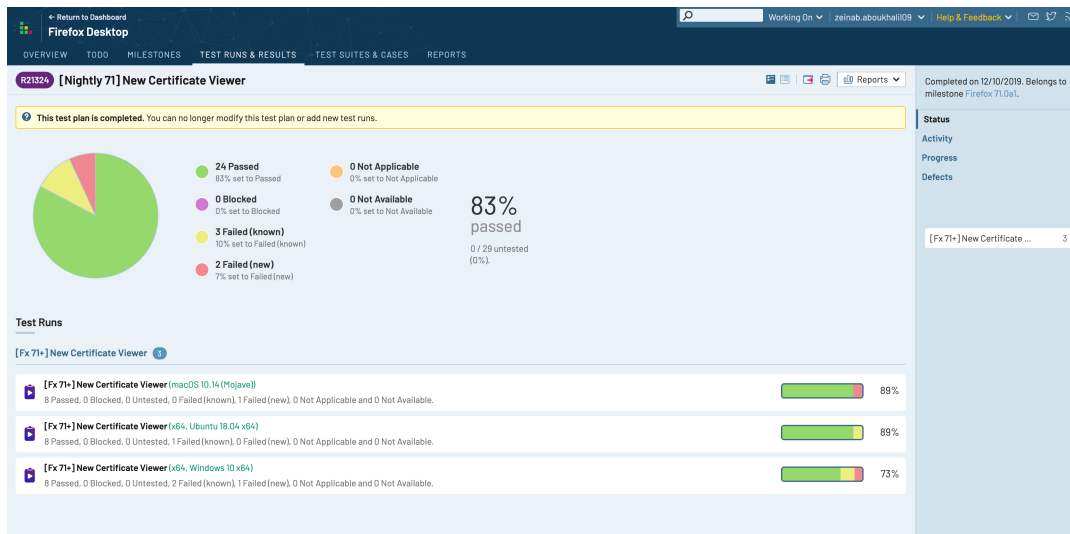 ← Return to Dashboard
Firefox Desktop
Working On
zeinab.aboukhalil09
Help & Feedback
OVERVIEW TODO MILESTONES TEST RUNS & RESULTS TEST SUITES & CASES REPORTS
R21324 [Nightly 71] New Certificate Viewer
Reports
This test plan is completed. You can no longer modify this test plan or add new test runs.
24 Passed
83% set to Passed
0 Blocked
0% set to Blocked
3 Failed (known)
10% set to Failed (known)
2 Failed (new)
7% set to Failed (new)
0 Not Applicable
0% set to Not Applicable
0 Not Available
0% set to Not Available
83%
passed
0 / 29 untested
(0%).
Test Runs
[Fx 71+] New Certificate Viewer 3
[Fx 71+] New Certificate Viewer (macOS 10.14 (Mojave))
8 Passed, 0 Blocked, 0 Untested, 0 Failed (known), 1 Failed (new), 0 Not Applicable and 0 Not Available.
89%
[Fx 71+] New Certificate Viewer (x64, Ubuntu 18.04 x64)
8 Passed, 0 Blocked, 0 Untested, 1 Failed (known), 0 Failed (new), 0 Not Applicable and 0 Not Available.
89%
[Fx 71+] New Certificate Viewer (x64, Windows 10 x64)
8 Passed, 0 Blocked, 0 Untested, 2 Failed (known), 1 Failed (new), 0 Not Applicable and 0 Not Available.
73%
Completed on 12/10/2019. Belongs to
milestone Firefox 71.0a1.
Status
Activity
Progress
Defects
[Fx 71+] New Certificate ... 3